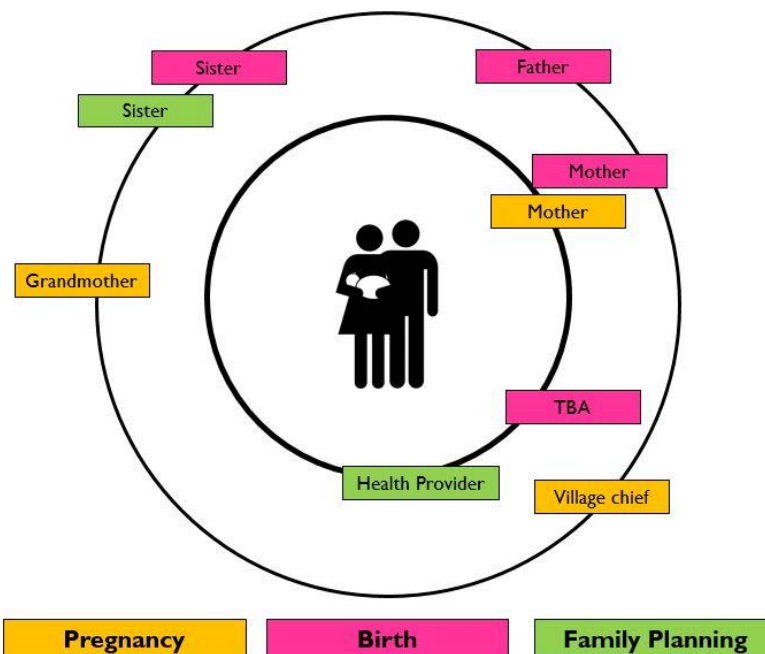 Sister
Father
Sister
Mother
Mother
Grandmother
TBA
Health Provider
Village chief
Pregnancy
Birth
Family Planning